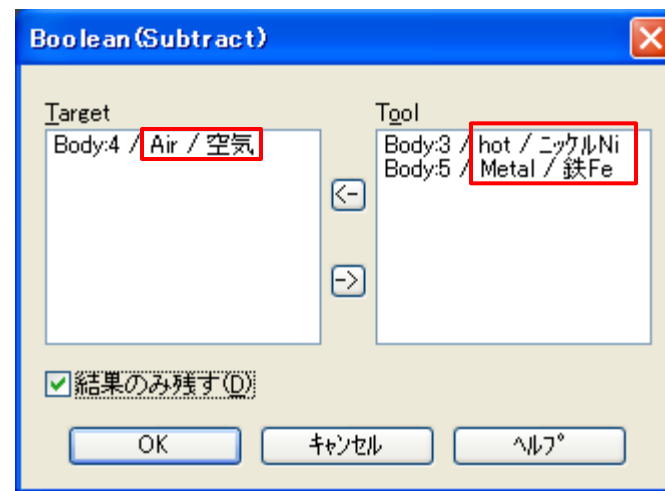 Boolean(Subtract)
Target
Body:4 / Air / 空気
Tool
Body:3 / hot / ニッケルNi
Body:5 / Metal / 鉄Fe
<-
->
結果のみ残す(D)
OK
キャンセル
ヘルプ